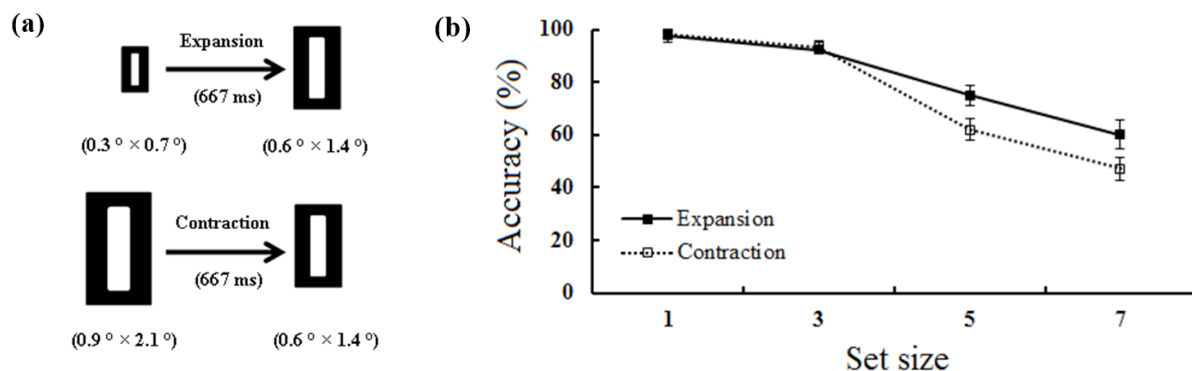 (a)
Expansion
(667 ms)
(0.3 º × 0.7 º) (0.6 º × 1.4 º)
Contraction
(667 ms)
(0.9 º × 2.1 º) (0.6 º × 1.4 º)
(b)
Accuracy (%)
100
80
60
40
20
0
Expansion
Contraction
1 3 5 7
Set size